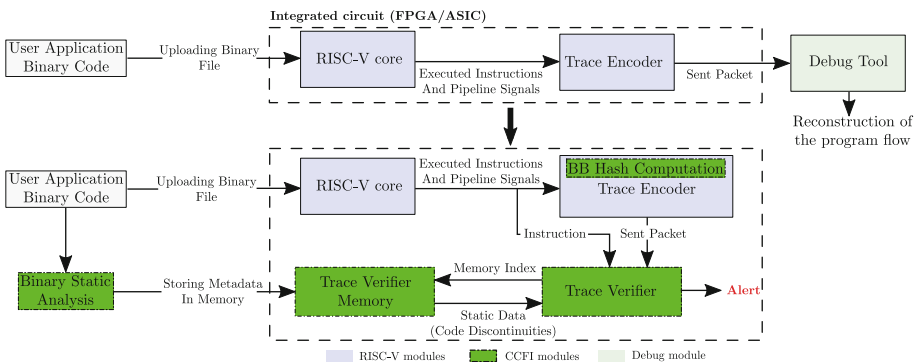 Integrated circuit (FPGA/ASIC)
User Application
Binary Code
Uploading Binary
File
RISC-V core
Executed Instructions
And Pipeline Signals
Trace Encoder
Sent Packet
Debug Tool
Reconstruction of
the program flow
User Application
Binary Code
Uploading Binary
File
RISC-V core
Executed Instructions
And Pipeline Signals
BB Hash Computation
Trace Encoder
Instruction
Sent Packet
Binary Static
Analysis
Storing Metadata
In Memory
Trace Verifier
Memory
Memory Index
Static Data
(Code Discontinuities)
Trace Verifier
Alert
RISC-V modules
CCFI modules
Debug module